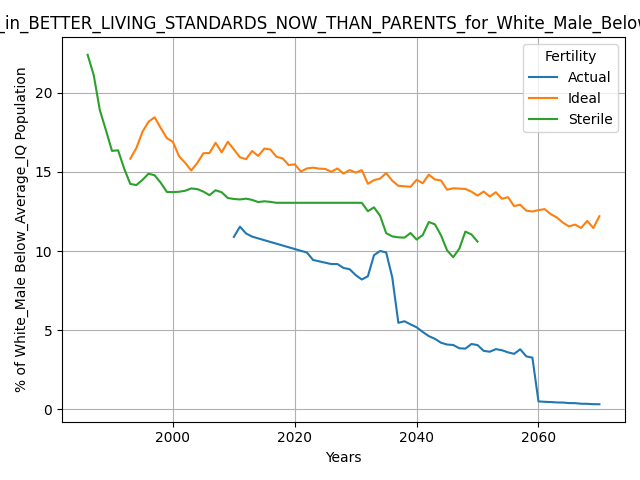 _in_BETTER_LIVING_STANDARDS_NOW_THAN_PARENTS_for_White_Male_Below
Fertility
Actual
Ideal
Sterile
% of White_Male Below_Average_IQ Population
20
15
10
5
0
2000 2020 2040 2060
Years